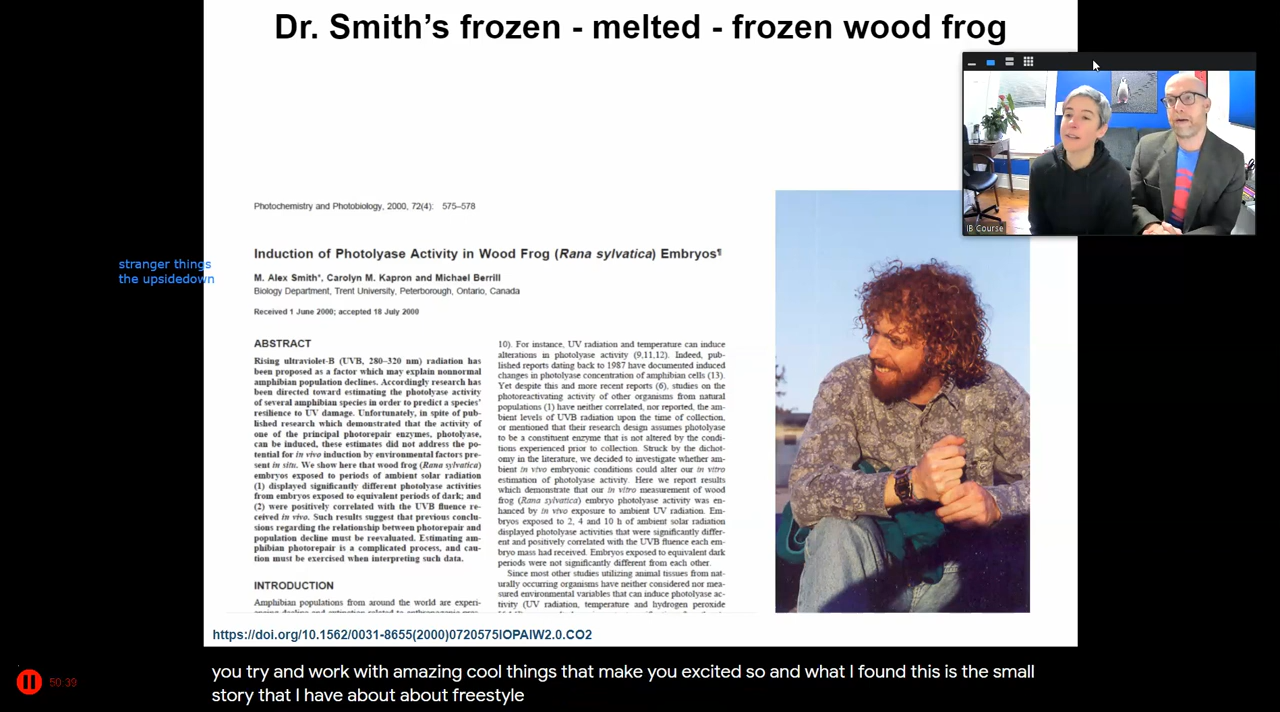 Dr. Smith's frozen - melted - frozen wood frog
IB Course
stranger things
the upsidedown
Photochemistry and Photobiology, 2000, 72(4): 575–578
Induction of Photolyase Activity in Wood Frog (Rana sylvatica) Embryos¶
M. Alex Smith*, Carolyn M. Kapron and Michael Berrill
Biology Department, Trent University, Peterborough, Ontario, Canada
Received 1 June 2000; accepted 18 July 2000
ABSTRACT
Rising ultraviolet-B (UVB, 280–320 nm) radiation has
been proposed as a factor which may explain nonnormal
amphibian population declines. Accordingly research has
been directed toward estimating the photolyase activity
of several amphibian species in order to predict a species'
resilience to UV damage. Unfortunately, in spite of pub-
lished research which demonstrated that the activity of
one of the principal photorepair enzymes, photolyase,
can be induced, these estimates did not address the po-
tential for in vivo induction by environmental factors pre-
sent in situ. We show here that wood frog (Rana sylvatica)
embryos exposed to periods of ambient solar radiation
(1) displayed significantly different photolyase activities
from embryos exposed to equivalent periods of dark; and
(2) were positively correlated with the UVB fluence re-
ceived in vivo. Such results suggest that previous conclu-
sions regarding the relationship between photorepair and
population decline must be reevaluated. Estimating am-
phibian photorepair is a complicated process, and cau-
tion must be exercised when interpreting such data.
INTRODUCTION
Amphibian populations from around the world are experi-
10). For instance, UV radiation and temperature can induce
alterations in photolyase activity (9,11,12). Indeed, pub-
lished reports dating back to 1987 have documented induced
changes in photolyase concentration of amphibian cells (13).
Yet despite this and more recent reports (6), studies on the
photoreactivating activity of other organisms from natural
populations (1) have neither correlated, nor reported, the am-
bient levels of UVB radiation upon the time of collection,
or mentioned that their research design assumes photolyase
to be a constituent enzyme that is not altered by the condi-
tions experienced prior to collection. Struck by the dichot-
omy in the literature, we decided to investigate whether am-
bient in vivo embryonic conditions could alter our in vitro
estimation of photolyase activity. Here we report results
which demonstrate that our in vitro measurement of wood
frog (Rana sylvatica) embryo photolyase activity was en-
hanced by in vivo exposure to ambient UV radiation. Em-
bryos exposed to 2, 4 and 10 h of ambient solar radiation
displayed photolyase activities that were significantly differ-
ent and positively correlated with the UVB fluence each em-
bryo mass had received. Embryos exposed to equivalent dark
periods were not significantly different from each other.
Since most other studies utilizing animal tissues from nat-
urally occurring organisms have neither considered nor mea-
sured environmental variables that can induce photolyase ac-
tivity (UV radiation, temperature and hydrogen peroxide
https://doi.org/10.1562/0031-8655(2000)0720575IOPAIW2.0.CO2
50:39
you try and work with amazing cool things that make you excited so and what I found this is the small
story that I have about about freestyle